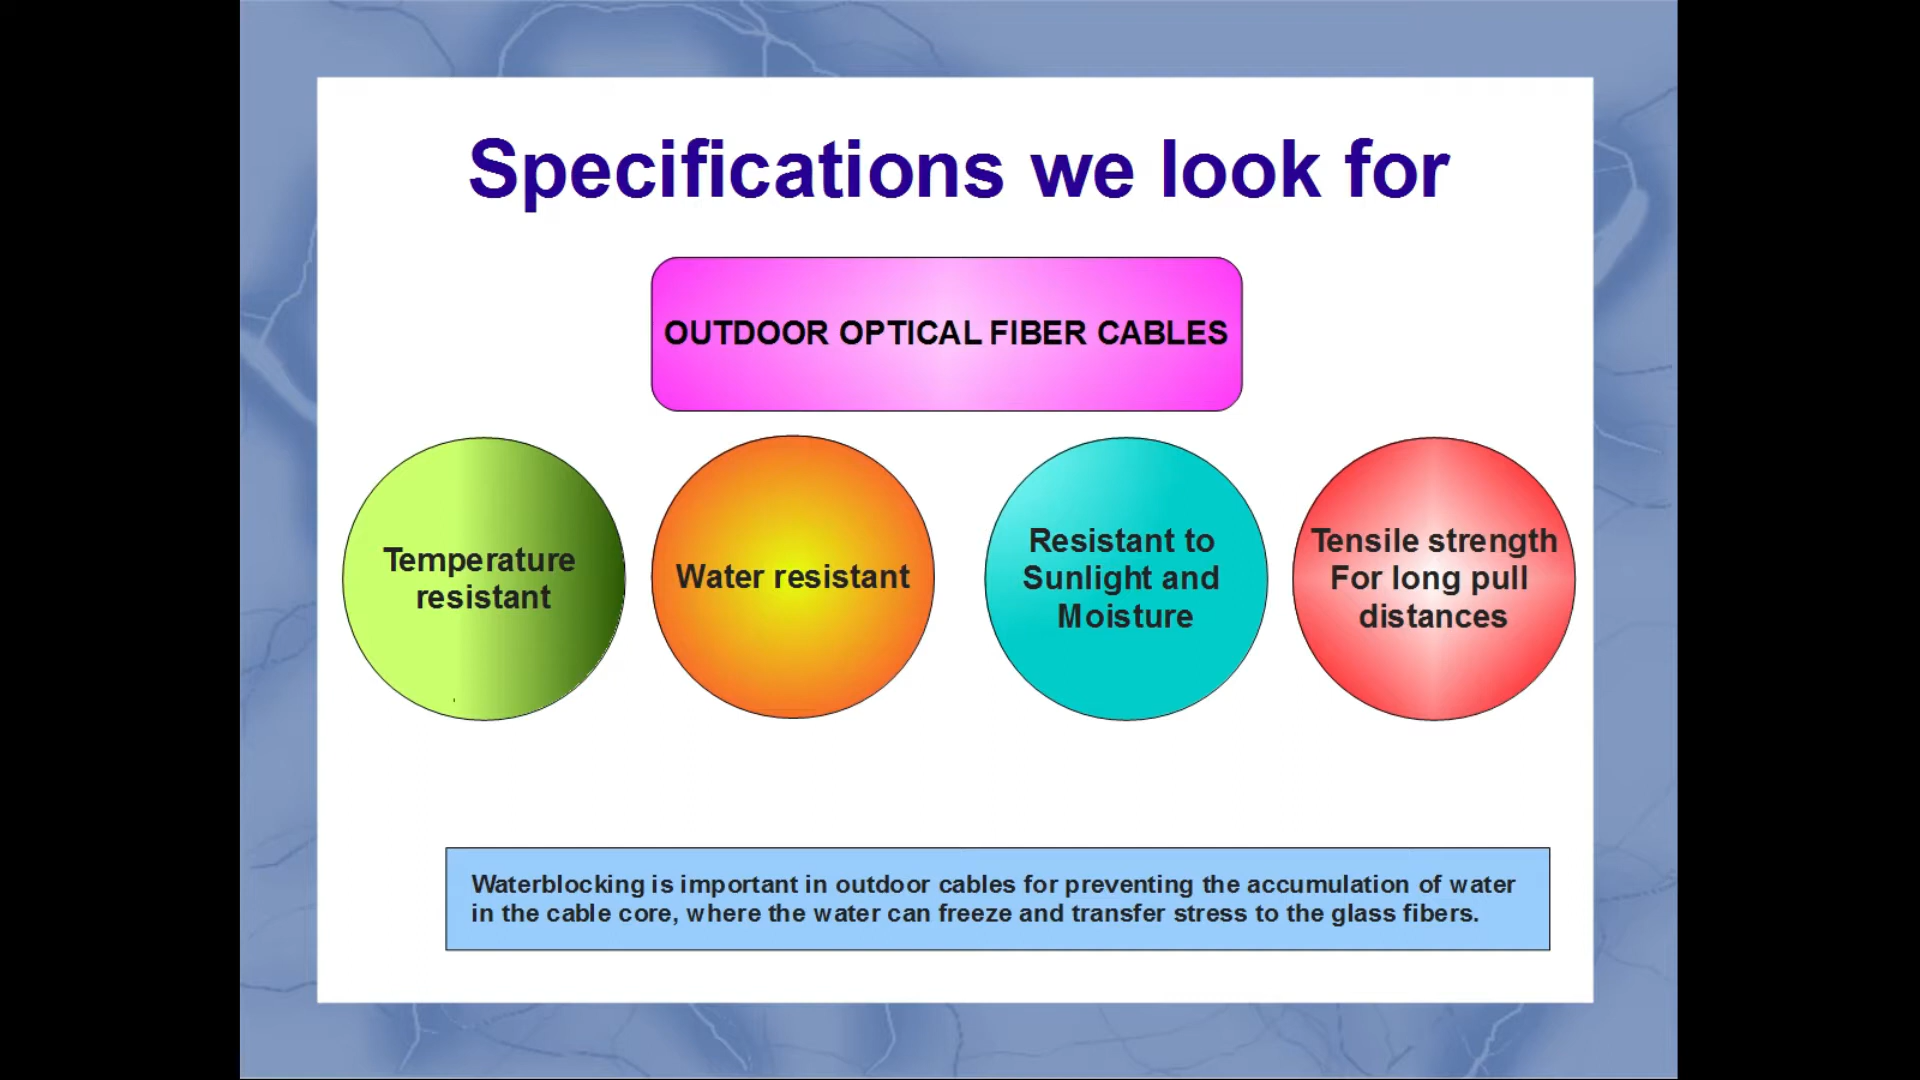 Specifications we look for
OUTDOOR OPTICAL FIBER CABLES
Temperature
resistant
Water resistant
Resistant to
Sunlight and
Moisture
Tensile strength
For long pull
distances
Waterblocking is important in outdoor cables for preventing the accumulation of water
in the cable core, where the water can freeze and transfer stress to the glass fibers.